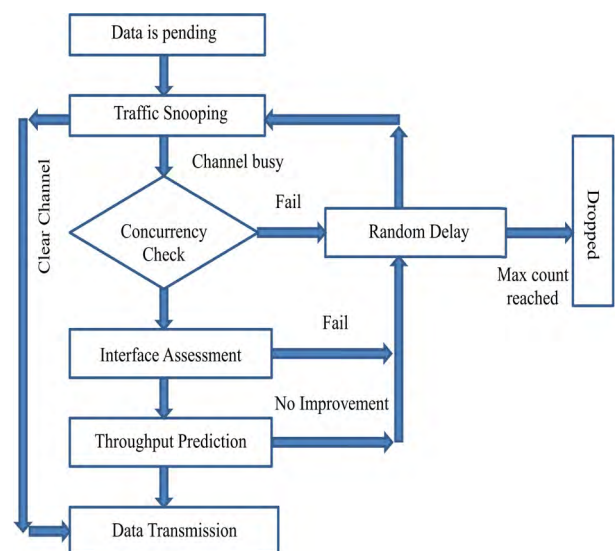 Data is pending
Traffic Snooping
Channel busy
Clear Channel
Concurrency
Check
Fail
Random Delay
Dropped
Max count
reached
Interface Assessment
Fail
No Improvement
Throughput Prediction
Data Transmission